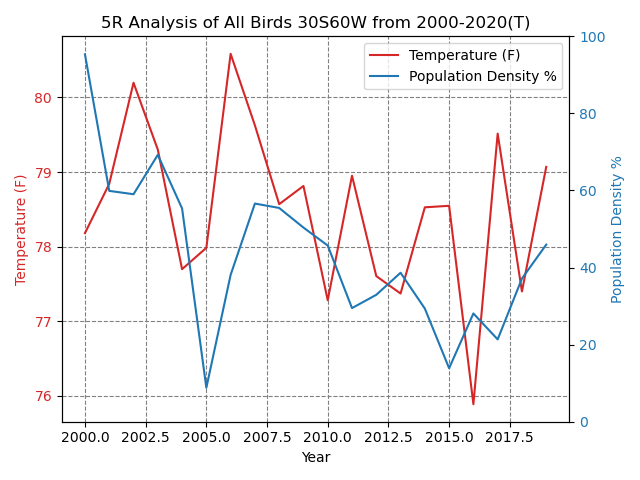 5R Analysis of All Birds 30S60W from 2000-2020(T)
Temperature (F)
Population Density %
80
79
78
77
76
Temperature (F)
100
80
60
40
20
0
Population Density %
2000.0 2002.5 2005.0 2007.5 2010.0 2012.5 2015.0 2017.5
Year